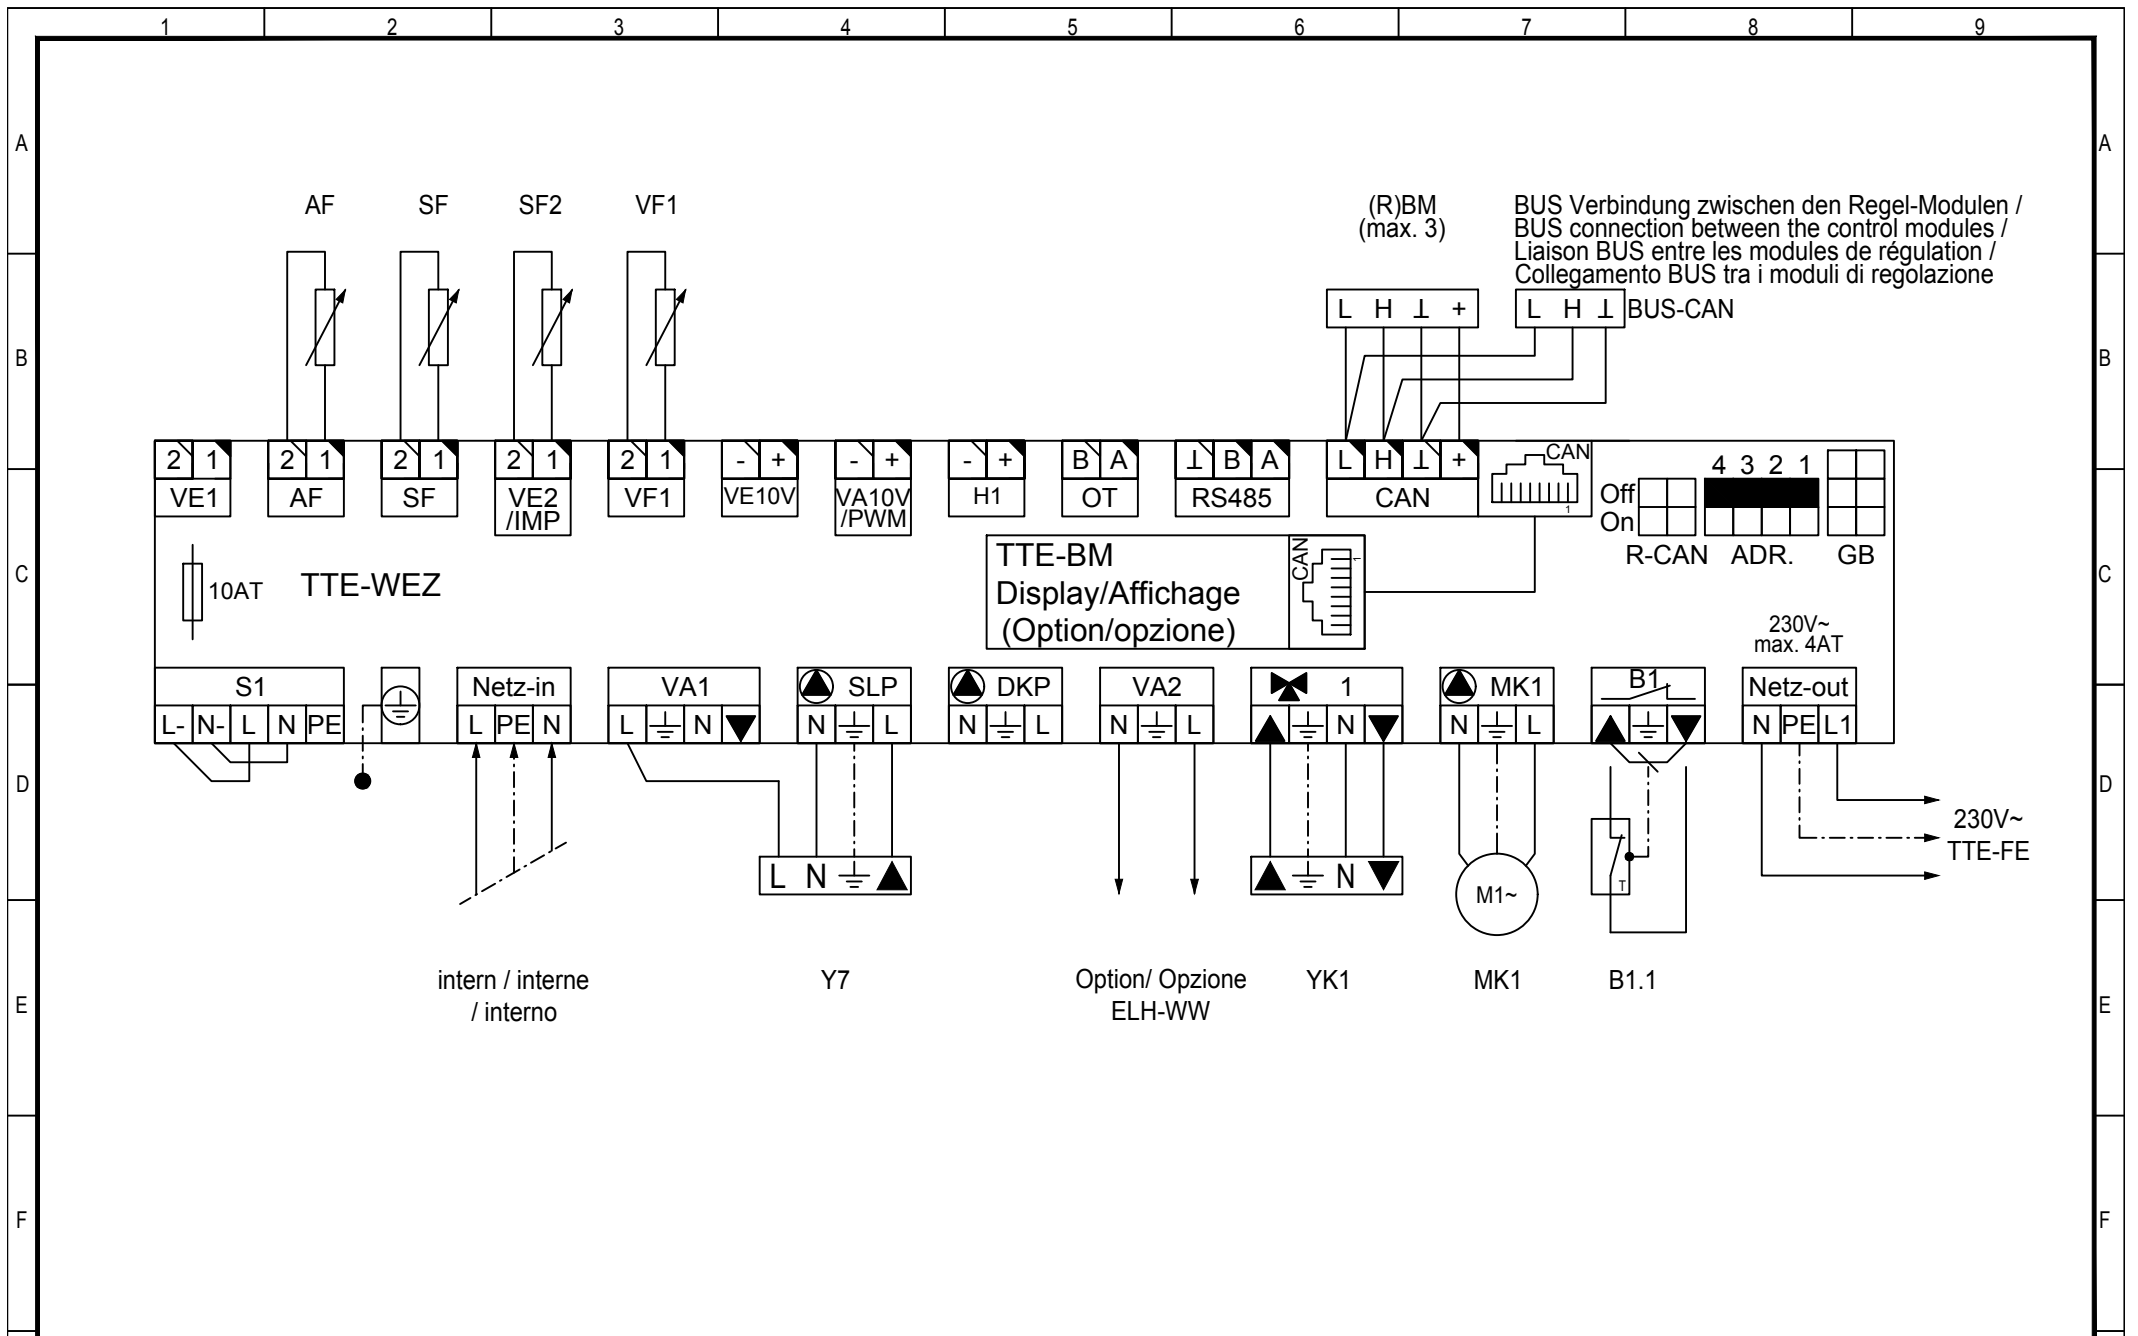 1 2 3 4 5 6 7 8 9
A A
AF SF SF2 VF1 (R)BM
(max. 3)
BUS Verbindung zwischen den Regel-Modulen /
BUS connection between the control modules /
Liaison BUS entre les modules de régulation /
Collegamento BUS tra i moduli di regolazione
L H ⊥ + L H ⊥ BUS-CAN
B B
2 1 2 1 2 1 2 1 2 1 - + - + - + B A ⊥ B A L H ⊥ + CAN
4 3 2 1
VE1 AF SF VE2 VF1 VE10V VA10V H1 OT RS485 CAN 1 Off
/IMP /PWM On
R-CAN ADR. GB
C C
10AT TTE-WEZ
TTE-BM
Display/Affichage
(Option/opzione)
CAN 1
230V~
max. 4AT
S1 Netz-in VA1 SLP DKP VA2 1 MK1 B1 Netz-out
L- N- L N PE L PE N L N N L N L N L N N L N PE L1
D D
230V~
TTE-FE
L N N M1~ T
intern / interne
/ interno
Y7
Option/ Opzione
ELH-WW
YK1 MK1 B1.1
E E
F F